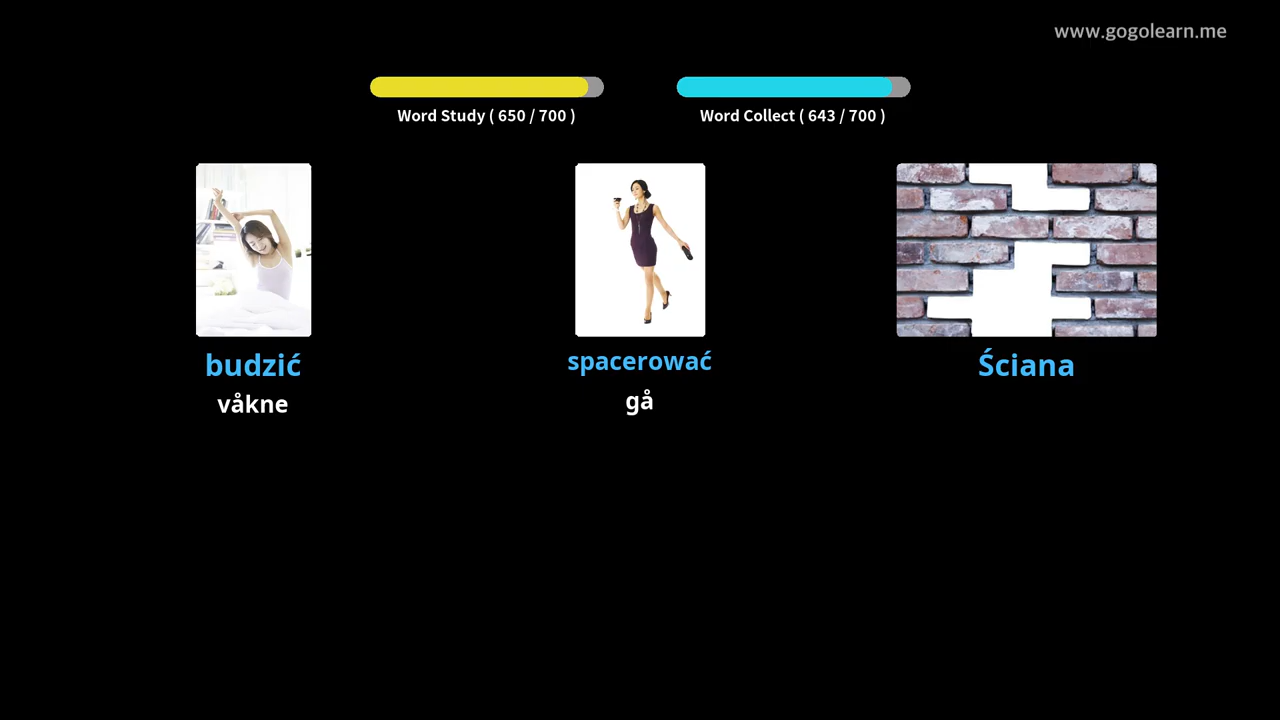 www.gogolearn.me
Word Study ( 650 / 700 )
Word Collect ( 643 / 700 )
budzić
våkne
spacerować
gå
Ściana